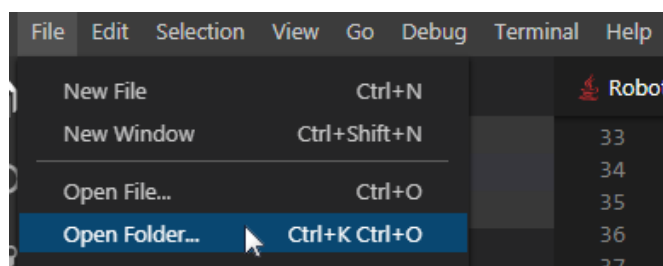 File Edit Selection View Go Debug Terminal Help
New File Ctrl+N
New Window Ctrl+Shift+N
Open File... Ctrl+O
Open Folder... Ctrl+K Ctrl+O
Robot
33
34
35
36
37